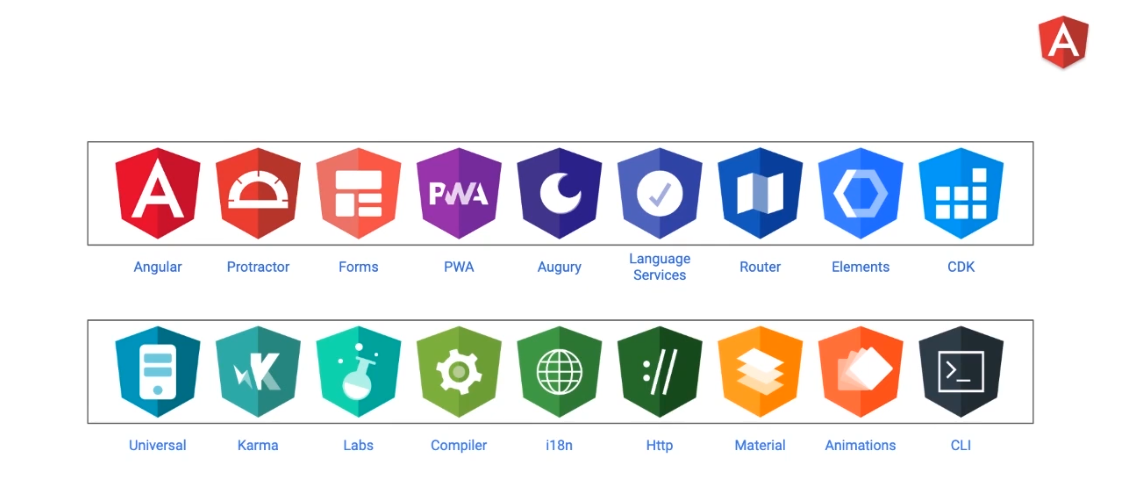 A
A
PWA
K
://
>_
Angular
Protractor
Forms
PWA
Augury
Language
Services
Router
Elements
CDK
Universal
Karma
Labs
Compiler
i18n
Http
Material
Animations
CLI